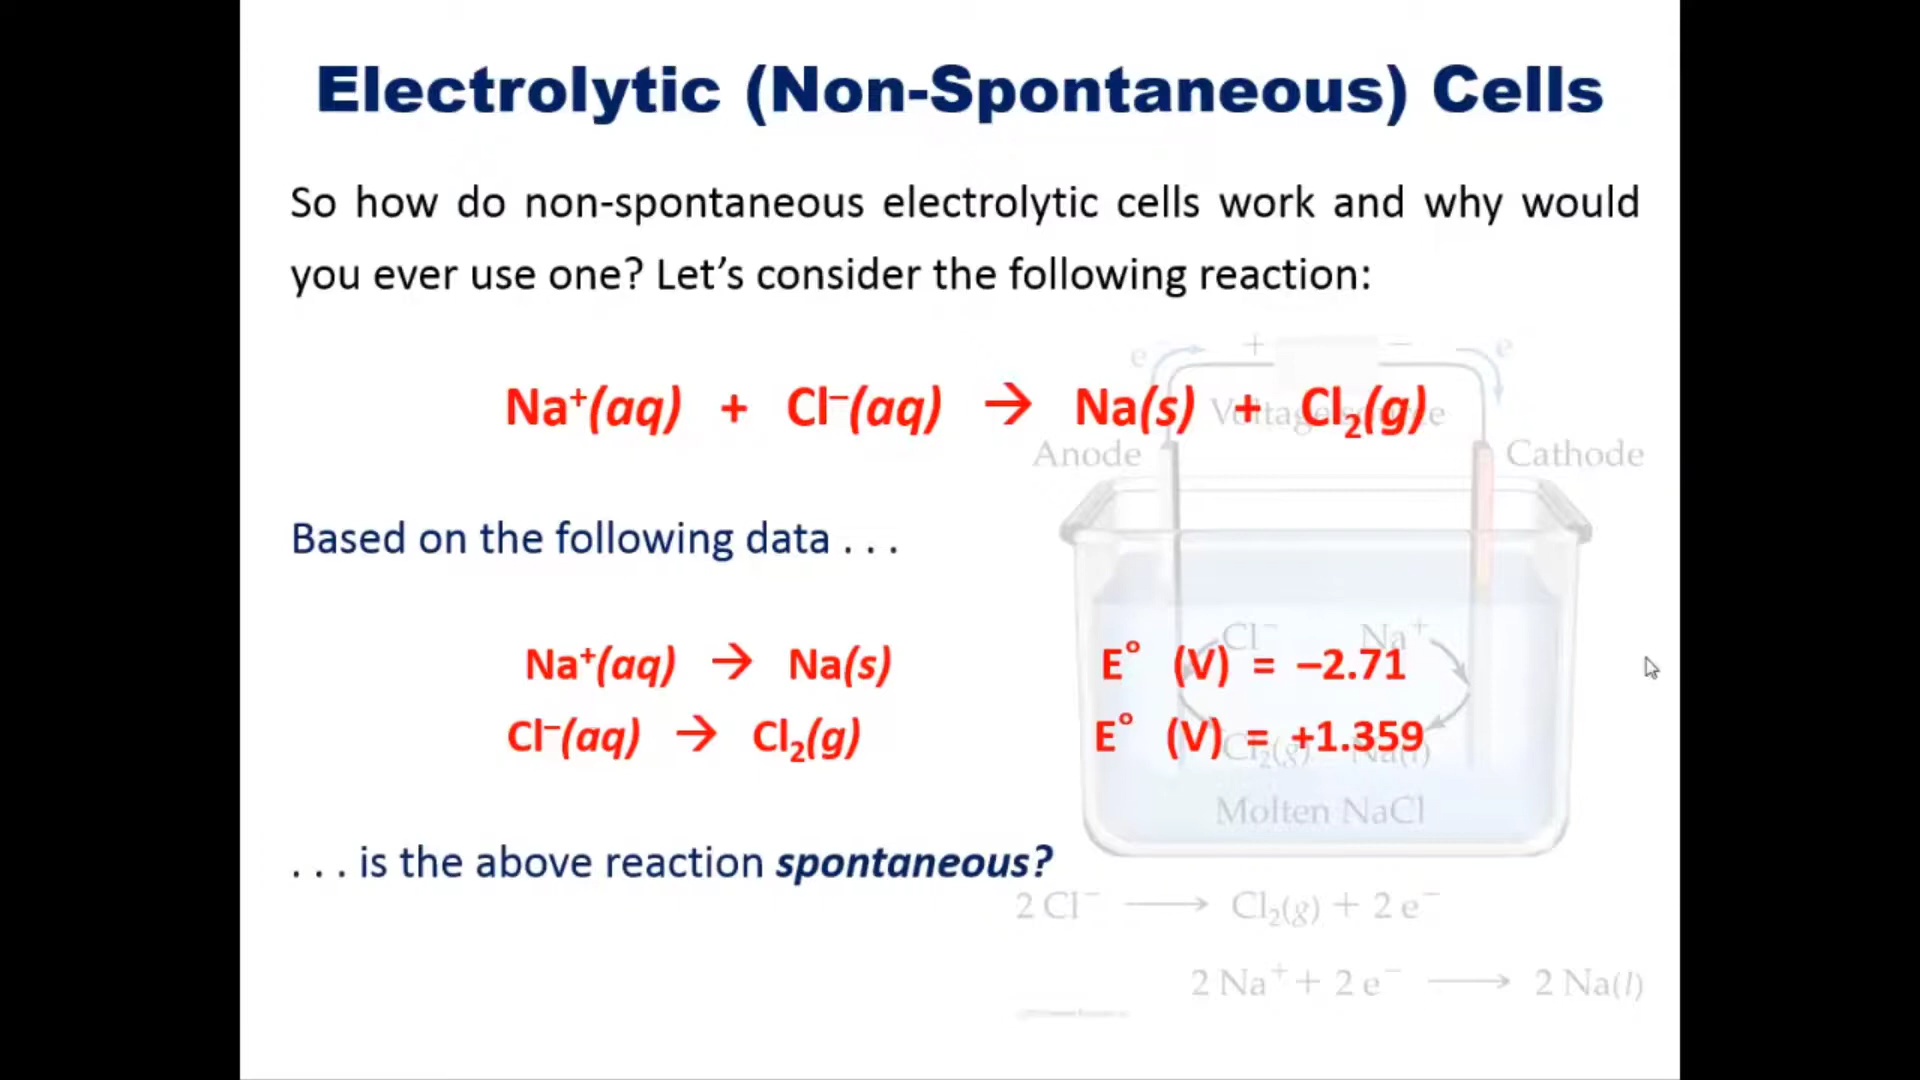 Electrolytic (Non-Spontaneous) Cells
So how do non-spontaneous electrolytic cells work and why would
you ever use one? Let’s consider the following reaction:
e⁻ + − e
Na⁺(aq) + Cl⁻(aq) → Na(s) + Cl₂(g)
Voltage source
Anode Cathode
Based on the following data . . .
Cl⁻ Na⁺
Na⁺(aq) → Na(s) E° (V) = −2.71
Cl⁻(aq) → Cl₂(g) E° (V) = +1.359
Cl₂(g) Na(l)
Molten NaCl
. . . is the above reaction spontaneous?
2 Cl⁻ ⟶ Cl₂(g) + 2 e⁻
2 Na⁺ + 2 e⁻ ⟶ 2 Na(l)